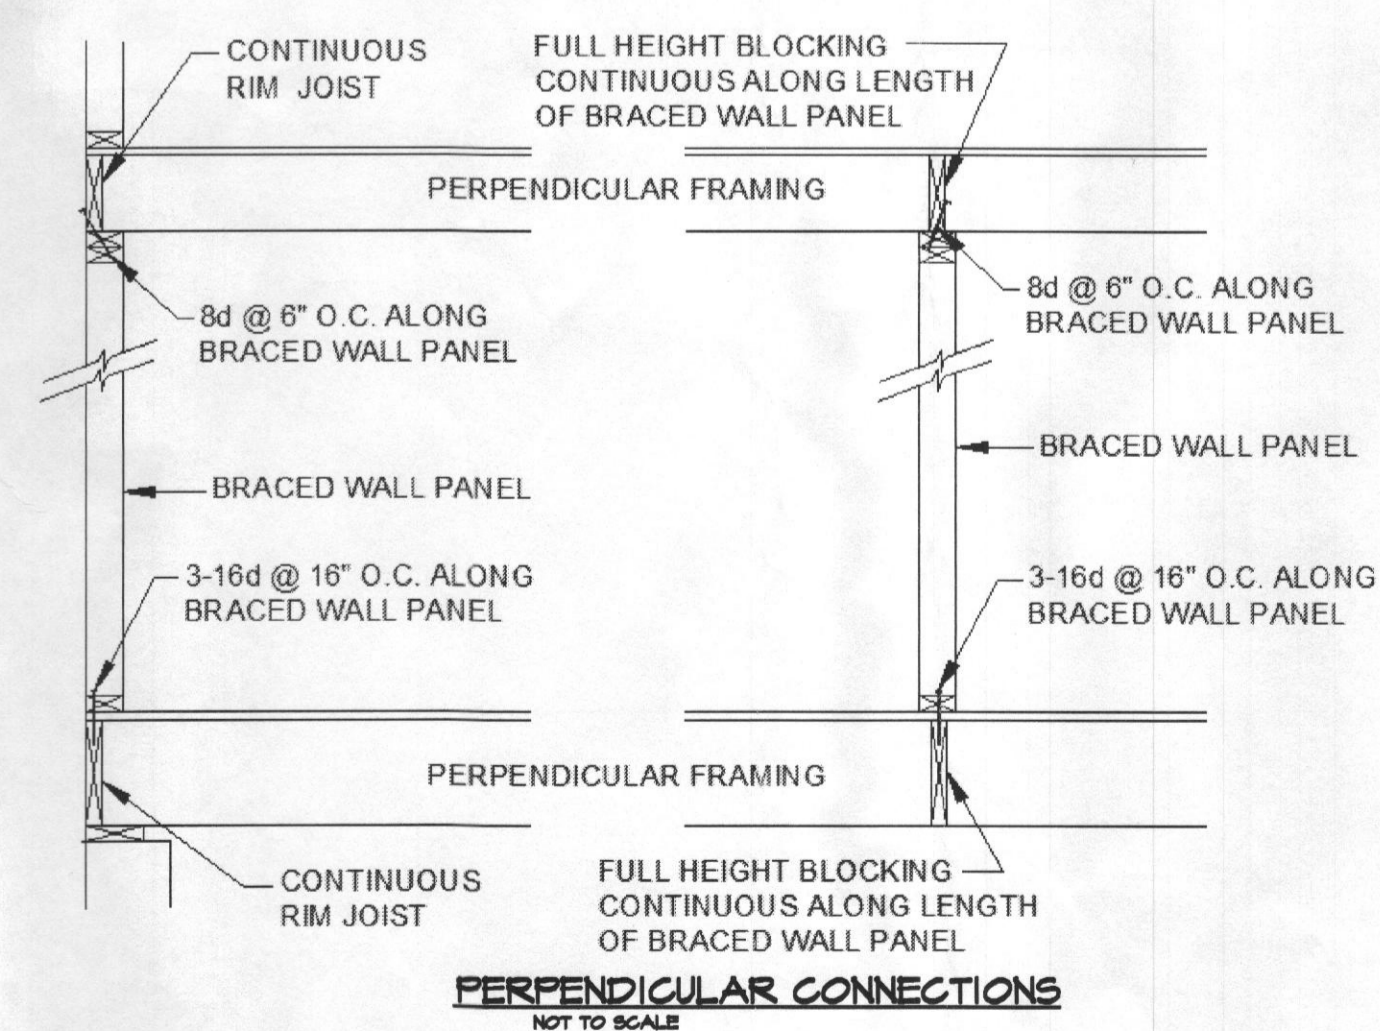 CONTINUOUS
RIM JOIST
FULL HEIGHT BLOCKING
CONTINUOUS ALONG LENGTH
OF BRACED WALL PANEL
PERPENDICULAR FRAMING
8d @ 6" O.C. ALONG
BRACED WALL PANEL
8d @ 6" O.C. ALONG
BRACED WALL PANEL
BRACED WALL PANEL
BRACED WALL PANEL
3-16d @ 16" O.C. ALONG
BRACED WALL PANEL
3-16d @ 16" O.C. ALONG
BRACED WALL PANEL
PERPENDICULAR FRAMING
CONTINUOUS
RIM JOIST
FULL HEIGHT BLOCKING
CONTINUOUS ALONG LENGTH
OF BRACED WALL PANEL
PERPENDICULAR CONNECTIONS
NOT TO SCALE